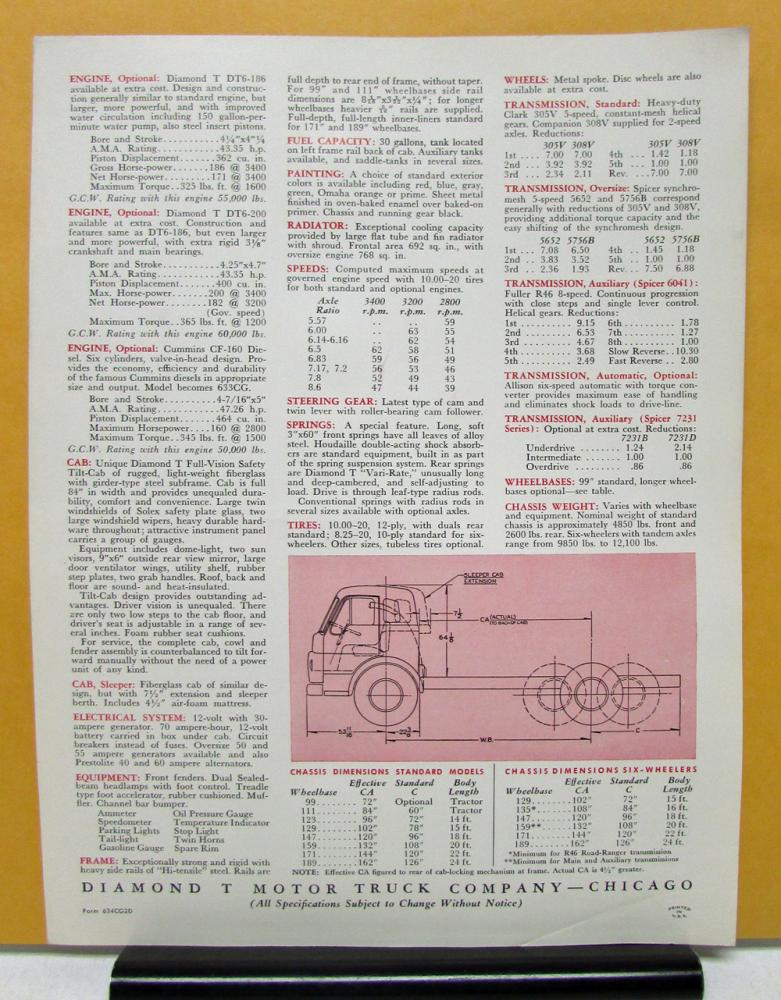 ENGINE, Optional: Diamond T DT6-186
available at extra cost. Design and construc-
tion generally similar to standard engine, but
larger, more powerful, and with improved
water circulation including 150 gallon-per-
minute water pump, also steel insert pistons.
Bore and Stroke..........4¼"x4"¾
A.M.A. Rating...........43.35 h.p.
Piston Displacement......362 cu. in.
Gross Horse-power......186 @ 3400
Net Horse-power.......171 @ 3400
Maximum Torque..325 lbs. ft. @ 1600
G.C.W. Rating with this engine 55,000 lbs.
ENGINE, Optional: Diamond T DT6-200
available at extra cost. Construction and
features same as DT6-186, but even larger
and more powerful, with extra rigid 3⅛"
crankshaft and main bearings.
Bore and Stroke..........4.25"x4.7"
A.M.A. Rating...........43.35 h.p.
Piston Displacement......400 cu. in.
Max. Horse-power.......200 @ 3400
Net Horse-power........182 @ 3200
(Gov. speed)
Maximum Torque..365 lbs. ft. @ 1200
G.C.W. Rating with this engine 60,000 lbs.
ENGINE, Optional: Cummins CF-160 Die-
sel. Six cylinders, valve-in-head design. Pro-
vides the economy, efficiency and durability
of the famous Cummins diesels in appropriate
size and output. Model becomes 633CG.
Bore and Stroke.........4-7/16"x5"
A.M.A. Rating...........47.26 h.p.
Piston Displacement......464 cu. in.
Maximum Horsepower....160 @ 2800
Maximum Torque..345 lbs. ft. @ 1500
G.C.W. Rating with this engine 50,000 lbs.
CAB: Unique Diamond T Full-Vision Safety
Tilt-Cab of rugged, light-weight fiberglass
with girder-type steel subframe. Cab is full
84" in width and provides unequaled dura-
bility, comfort and convenience. Large twin
windshields of Solex safety plate glass, two
large windshield wipers, heavy durable hard-
ware throughout; attractive instrument panel
carries a group of gauges.
Equipment includes dome-light, two sun
visors, 9"x6" outside rear view mirror, large
door ventilator wings, utility shelf, rubber
step plates, two grab handles. Roof, back and
floor are sound- and heat-insulated.
Tilt-Cab design provides outstanding ad-
vantages. Driver vision is unequaled. There
are only two low steps to the cab floor, and
driver's seat is adjustable in a range of sev-
eral inches. Foam rubber seat cushions.
For service, the complete cab, cowl and
fender assembly is counterbalanced to tilt for-
ward manually without the need of a power
unit of any kind.
CAB, Sleeper: Fiberglass cab of similar de-
sign, but with 7½" extension and sleeper
berth. Includes 4½" air-foam mattress.
ELECTRICAL SYSTEM: 12-volt with 30-
ampere generator. 70 ampere-hour, 12-volt
battery carried in box under cab. Circuit
breakers instead of fuses. Oversize 50 and
55 ampere generators available and also
Prestolite 40 and 60 ampere alternators.
EQUIPMENT: Front fenders. Dual Sealed-
beam headlamps with foot control. Treadle
type foot accelerator, rubber cushioned. Muf-
fler. Channel bar bumper.
Ammeter Oil Pressure Gauge
Speedometer Temperature Indicator
Parking Lights Stop Light
Tail-light Twin Horns
Gasoline Gauge Spare Rim
FRAME: Exceptionally strong and rigid with
heavy side rails of "Hi-tensile" steel. Rails are
full depth to rear end of frame, without taper.
For 99" and 111" wheelbases side rail
dimensions are x ; for longer
wheelbases heavier " rails are supplied.
Full-depth, full-length inner-liners standard
for 171" and 189" wheelbases.
FUEL CAPACITY: 30 gallons, tank located
on left frame rail back of cab. Auxiliary tanks
available, and saddle-tanks in several sizes.
PAINTING: A choice of standard exterior
colors is available including red, blue, gray,
green, Omaha orange or prime. Sheet metal
finished in oven-baked enamel over baked-on
primer. Chassis and running gear black.
RADIATOR: Exceptional cooling capacity
provided by large flat tube and fin radiator
with shroud. Frontal area 692 sq. in., with
oversize engine 768 sq. in.
SPEEDS: Computed maximum speeds at
governed engine speed with 10.00-20 tires
for both standard and optional engines.
Axle 3400 3200 2800
Ratio r.p.m. r.p.m. r.p.m.
5.57 .. .. 59
6.00 .. 63 55
6.14-6.16 .. 62 54
6.5 62 58 51
6.83 59 56 49
7.17, 7.2 56 53 46
7.8 52 49 43
8.6 47 44 39
STEERING GEAR: Latest type of cam and
twin lever with roller-bearing cam follower.
SPRINGS: A special feature. Long, soft
3"x60" front springs have all leaves of alloy
steel. Houdaille double-acting shock absorb-
ers are standard equipment, built in as part
of the spring suspension system. Rear springs
are Diamond T "Vari-Rate," unusually long
and deep-cambered, and self-adjusting to
load. Drive is through leaf-type radius rods.
Conventional springs with radius rods in
several sizes available with optional axles.
TIRES: 10.00-20, 12-ply, with duals rear
standard; 8.25-20, 10-ply standard for six-
wheelers. Other sizes, tubeless tires optional.
WHEELS: Metal spoke. Disc wheels are also
available at extra cost.
TRANSMISSION, Standard: Heavy-duty
Clark 305V 5-speed, constant-mesh helical
gears. Companion 308V supplied for 2-speed
axles. Reductions:
305V 308V 305V 308V
1st .... 7.00 7.00 4th ... 1.42 1.18
2nd ... 3.92 3.92 5th ... 1.00 1.00
3rd ... 2.34 2.11 Rev. ...7.00 7.00
TRANSMISSION, Oversize: Spicer synchro-
mesh 5-speed 5652 and 5756B correspond
generally with reductions of 305V and 308V,
providing additional torque capacity and the
easy shifting of the synchromesh design.
5652 5756B 5652 5756B
1st ... 7.08 6.50 4th .. 1.45 1.18
2nd .. 3.83 3.52 5th .. 1.00 1.00
3rd .. 2.36 1.93 Rev... 7.50 6.88
TRANSMISSION, Auxiliary (Spicer 6041):
Fuller R46 8-speed. Continuous progression
with close steps and single lever control.
Helical gears. Reductions:
1st ........... 9.15 6th ........... 1.78
2nd .......... 6.53 7th ........... 1.27
3rd ........... 4.67 8th ........... 1.00
4th ........... 3.68 Slow Reverse..10.30
5th ........... 2.49 Fast Reverse .. 2.80
TRANSMISSION, Automatic, Optional:
Allison six-speed automatic with torque con-
verter provides maximum ease of handling
and eliminates shock loads to drive-line.
TRANSMISSION, Auxiliary (Spicer 7231
Series): Optional at extra cost. Reductions:
7231B 7231D
Underdrive ........ 1.24 2.14
Intermediate ....... 1.00 1.00
Overdrive .......... .86 .86
WHEELBASES: 99" standard, longer wheel-
bases optional—see table.
CHASSIS WEIGHT: Varies with wheelbase
and equipment. Nominal weight of standard
chassis is approximately 4850 lbs. front and
2600 lbs. rear. Six-wheelers with tandem axles
range from 9850 lbs. to 12,100 lbs.
SLEEPER CAB
EXTENSION
7½
CA (ACTUAL)
(TO BACK OF CAB)
64⅛
W.B.
C
CHASSIS DIMENSIONS STANDARD MODELS
Effective Standard Body
Wheelbase CA C Length
99........ 72" Optional Tractor
111........ 84" 60" Tractor
123........ 96" 72" 14 ft.
129........102" 78" 15 ft.
147........120" 96" 18 ft.
159........132" 108" 20 ft.
171........144" 120" 22 ft.
189........162" 126" 24 ft.
CHASSIS DIMENSIONS SIX-WHEELERS
Effective Standard Body
Wheelbase CA C Length
129........102" 72" 15 ft.
135*.......108" 84" 16 ft.
147........120" 96" 18 ft.
159**......132" 108" 20 ft.
171........144" 120" 22 ft.
189........162" 126" 24 ft.
*Minimum for R46 Road-Ranger transmission.
**Minimum for Main and Auxiliary transmissions
NOTE: Effective CA figured to rear of cab-locking mechanism at frame. Actual CA is 4½" greater.
DIAMOND T MOTOR TRUCK COMPANY—CHICAGO
(All Specifications Subject to Change Without Notice)
Form 634CG2D
PRINTED
IN
U.S.A.